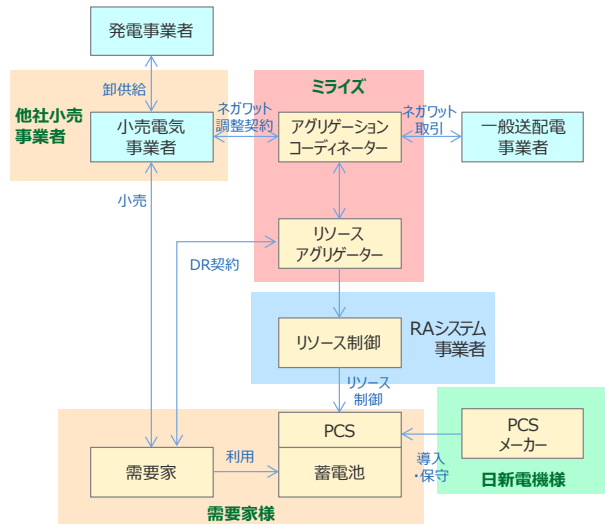 発電事業者
卸供給
他社小売
事業者
小売電気
事業者
ネガワット
調整契約
ミライズ
アグリゲーション
コーディネーター
ネガワット
取引
一般送配電
事業者
小売
DR契約
リソース
アグリゲーター
リソース制御
RAシステム
事業者
リソース
制御
PCS
蓄電池
需要家
利用
需要家様
導入
・保守
PCS
メーカー
日新電機様